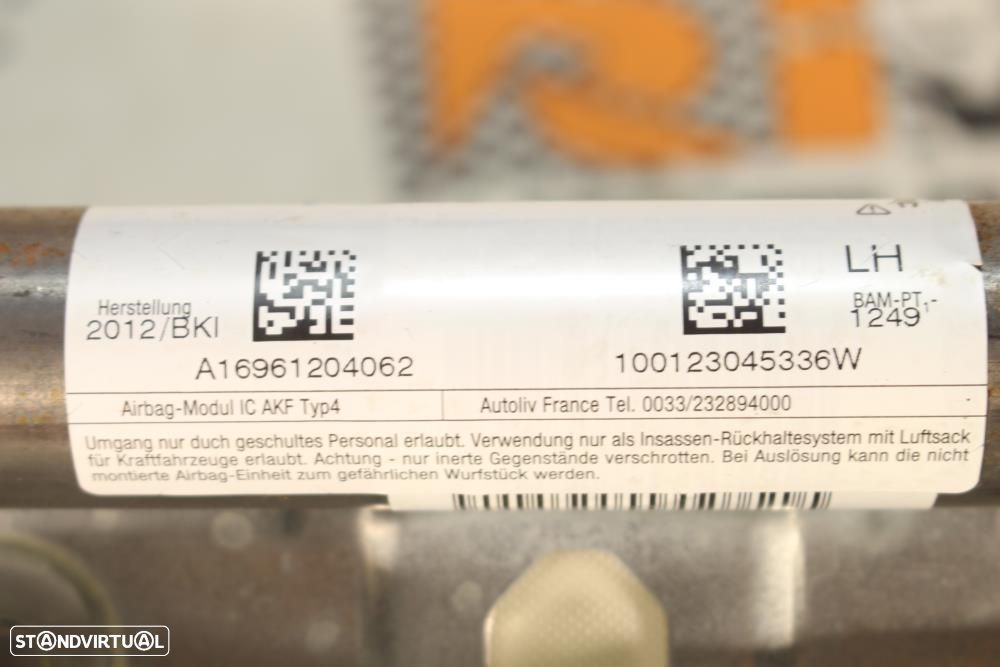 LH
Herstellung
2012/BKI
BAM-PT₁-
1249
A16961204062
100123045336W
Airbag-Modul IC AKF Typ4
Autoliv France Tel. 0033/232894000
Umgang nur duch geschultes Personal erlaubt. Verwendung nur als Insassen-Rückhaltesystem mit Luftsack
für Kraftfahrzeuge erlaubt. Achtung - nur inerte Gegenstände verschrotten. Bei Auslösung kann die nicht
montierte Airbag-Einheit zum gefährlichen Wurfstück werden.
STANDVIRTUAL